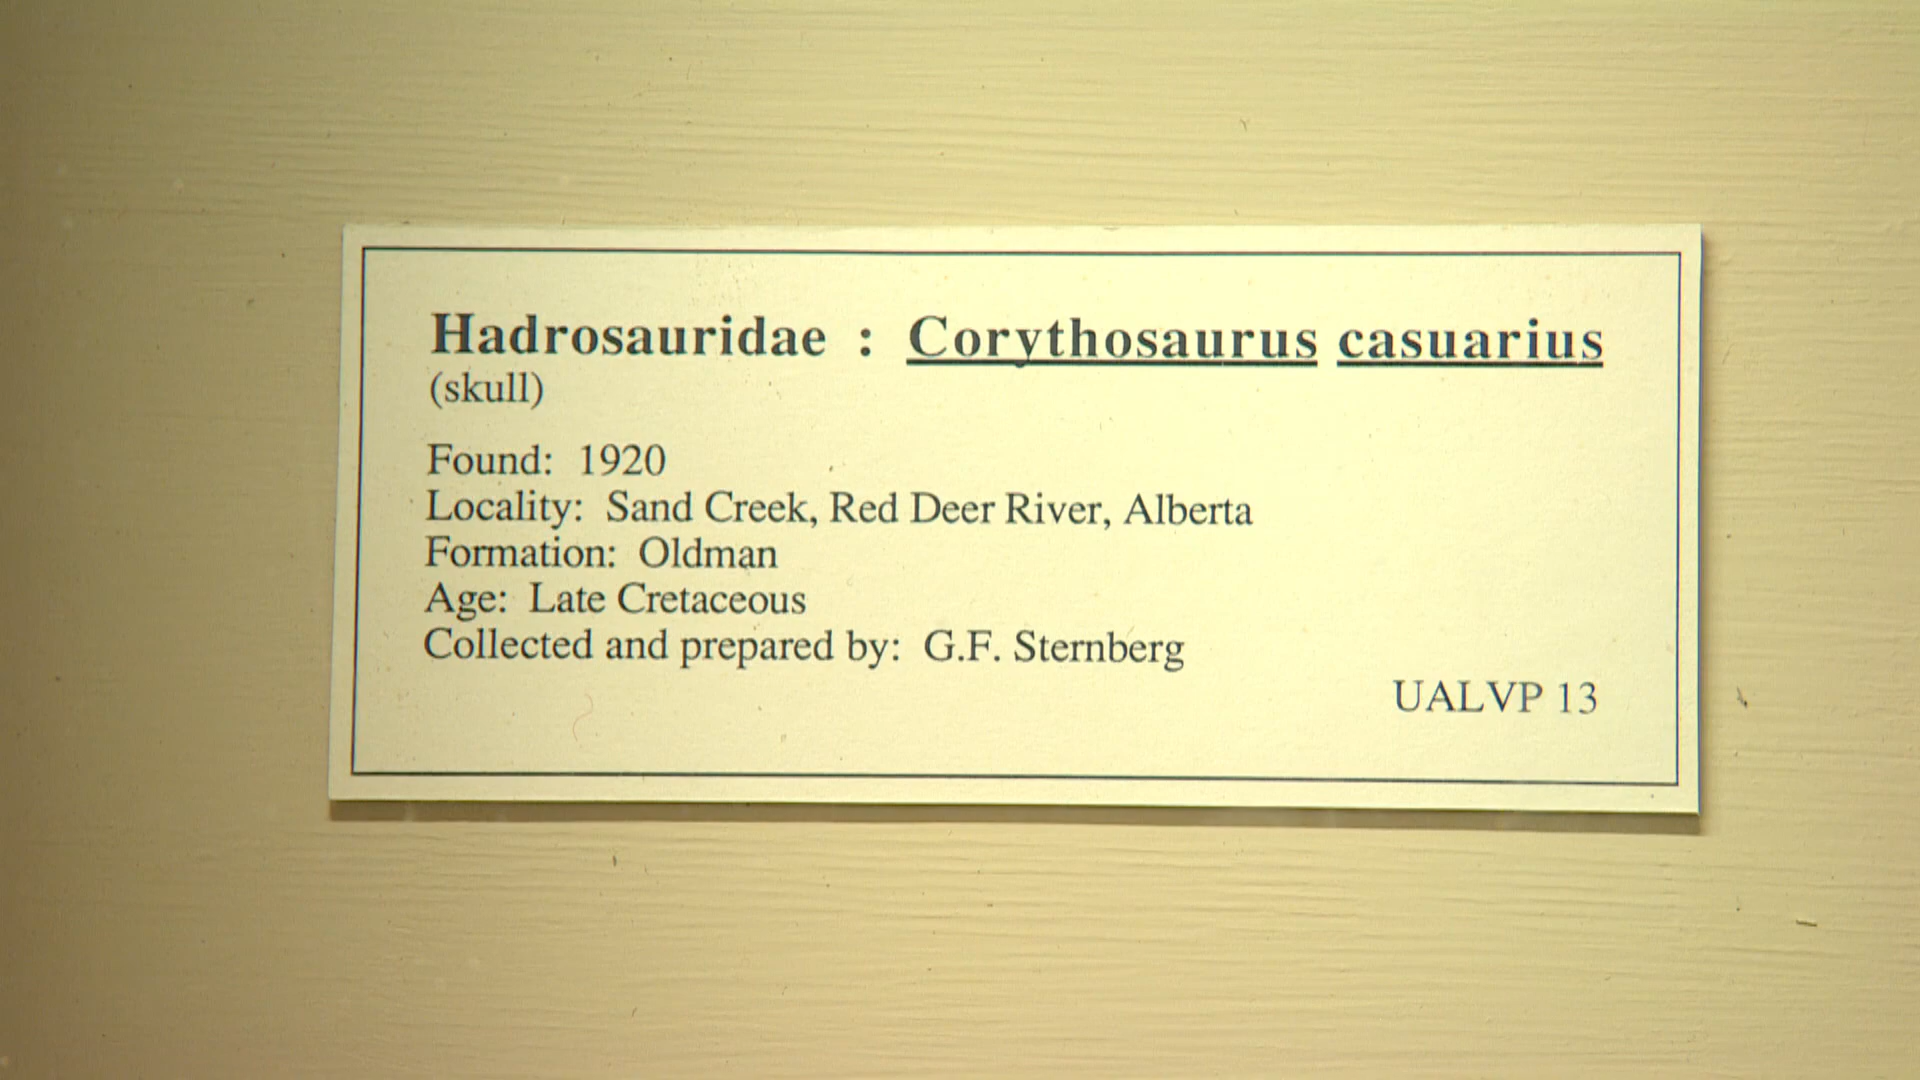 Hadrosauridae : Corythosaurus casuarius
(skull)
Found: 1920
Locality: Sand Creek, Red Deer River, Alberta
Formation: Oldman
Age: Late Cretaceous
Collected and prepared by: G.F. Sternberg
UALVP 13